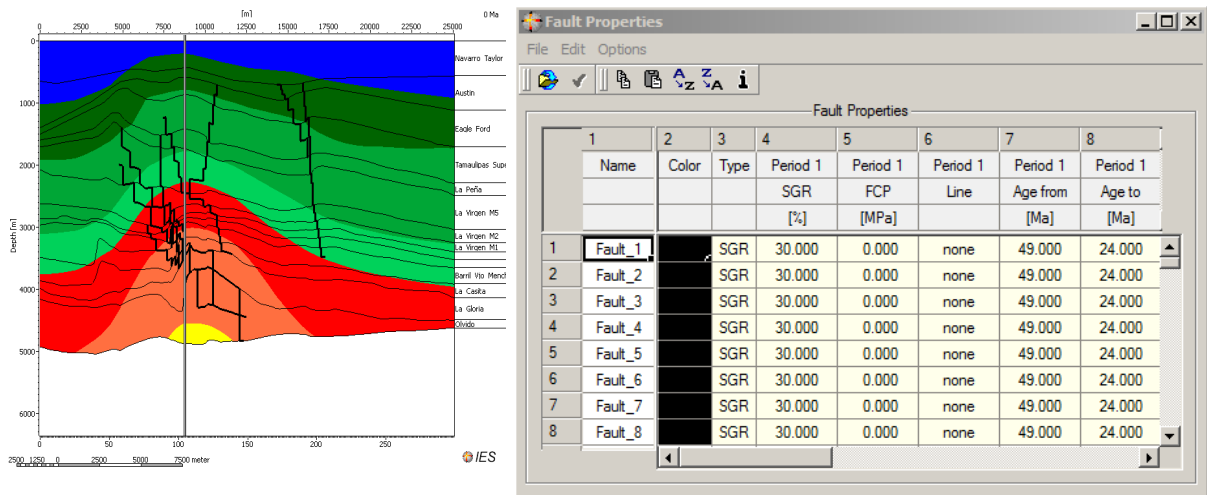 [m]
0 Ma
0 2500 5000 7500 10000 12500 15000 17500 20000 22500 25000
0
Navarro Taylor
Austin
1000
Eagle Ford
2000
Tamaulipas Supe
La Peña
La Virgen M5
Depth [m]
3000
La Virgen M2
La Virgen M1
Barril Vjo Mench
4000
La Casita
La Gloria
Olvido
5000
6000
0 50 100 150 200 250
2500 1250 0 2500 5000 7500 meter
IES
Fault Properties
File Edit Options
A Z Z A i
Fault Properties
1 2 3 4 5 6 7 8
Name Color Type Period 1 Period 1 Period 1 Period 1 Period 1
SGR FCP Line Age from Age to
[%] [MPa] [Ma] [Ma]
1 Fault_1 SGR 30.000 0.000 none 49.000 24.000
2 Fault_2 SGR 30.000 0.000 none 49.000 24.000
3 Fault_3 SGR 30.000 0.000 none 49.000 24.000
4 Fault_4 SGR 30.000 0.000 none 49.000 24.000
5 Fault_5 SGR 30.000 0.000 none 49.000 24.000
6 Fault_6 SGR 30.000 0.000 none 49.000 24.000
7 Fault_7 SGR 30.000 0.000 none 49.000 24.000
8 Fault_8 SGR 30.000 0.000 none 49.000 24.000